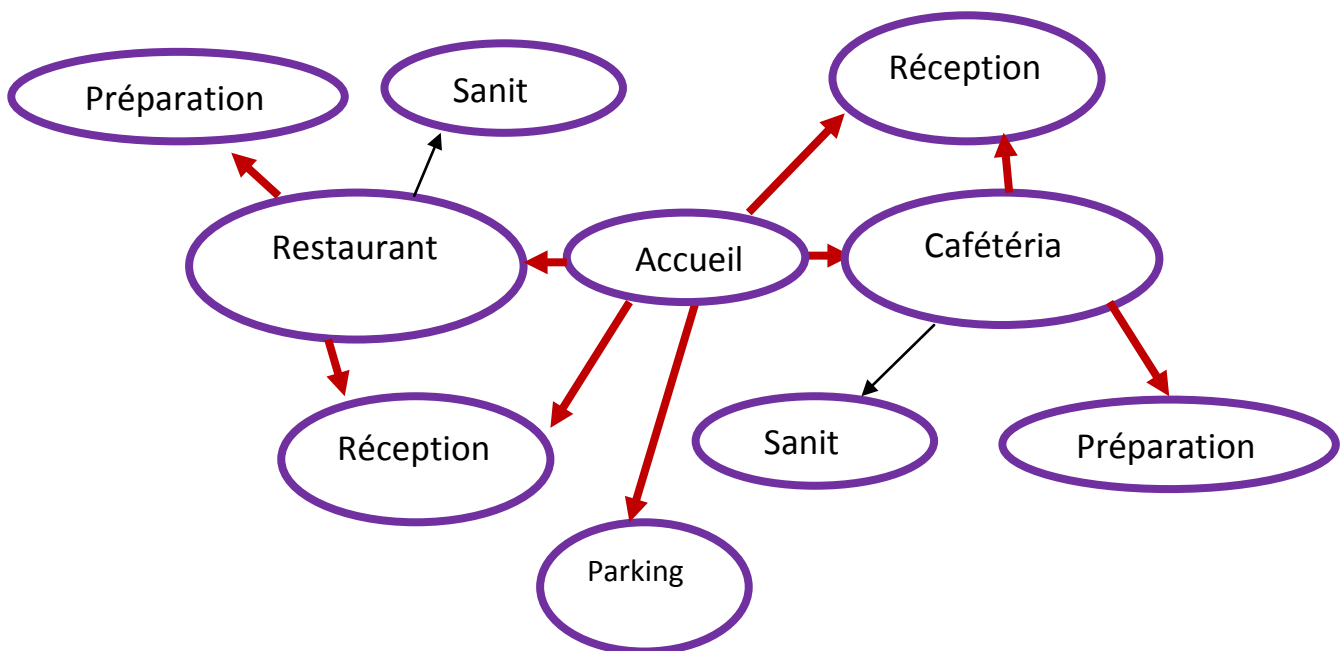 Préparation
Sanit
Réception
Restaurant
Accueil
Cafétéria
Réception
Sanit
Préparation
Parking